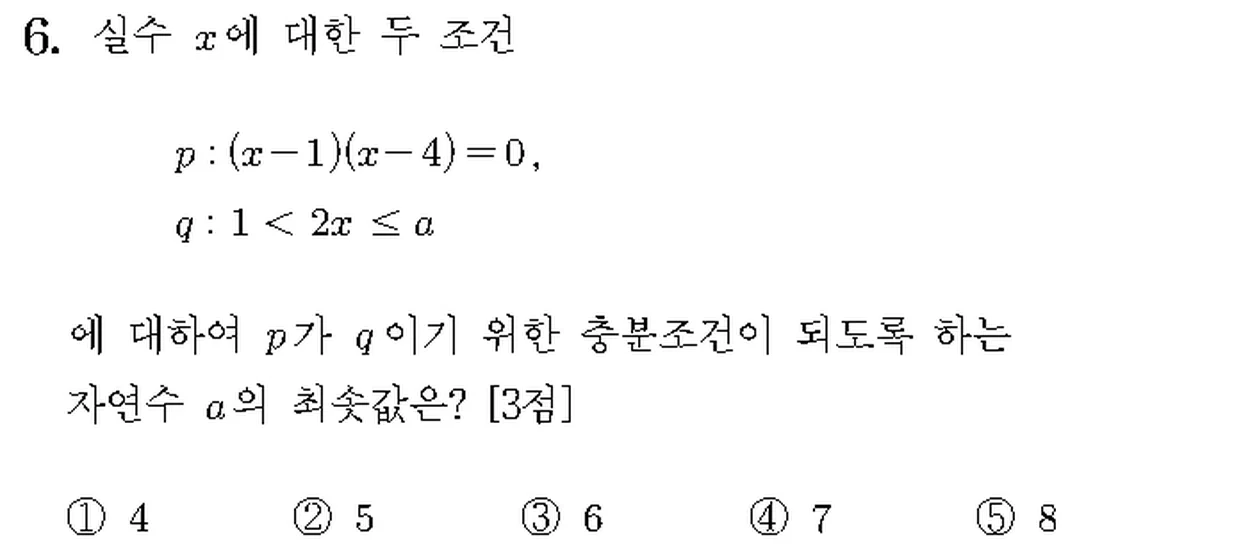 6. 실수 x에 대한 두 조건
p : (x-1)(x-4)=0,
q : 1 < 2x ≤ a
에 대하여 p가 q이기 위한 충분조건이 되도록 하는
자연수 a의 최솟값은? [3점]
① 4 ② 5 ③ 6 ④ 7 ⑤ 8